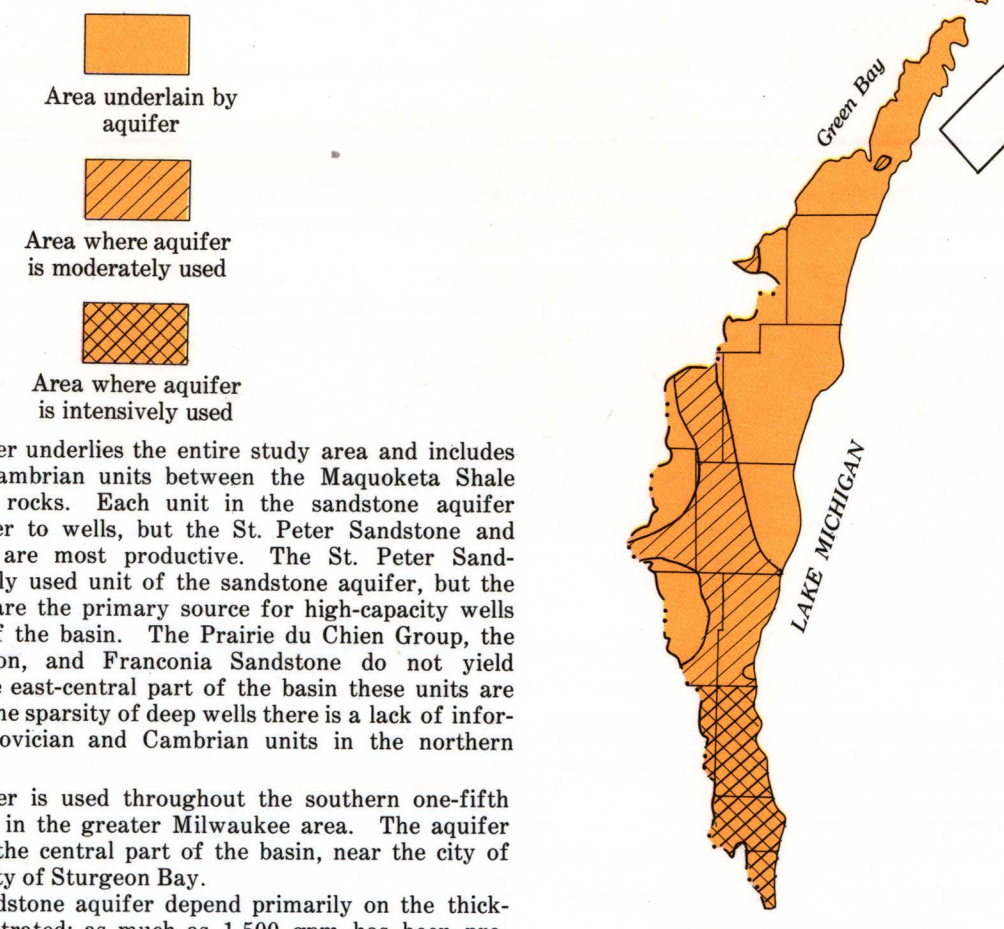 Area underlain by
aquifer
Area where aquifer
is moderately used
Area where aquifer
is intensively used
Green Bay
LAKE MICHIGAN
er underlies the entire study area and includes
ambrian units between the Maquoketa Shale
rocks. Each unit in the sandstone aquifer
er to wells, but the St. Peter Sandstone and
are most productive. The St. Peter Sand-
ly used unit of the sandstone aquifer, but the
are the primary source for high-capacity wells
f the basin. The Prairie du Chien Group, the
on, and Franconia Sandstone do not yield
e east-central part of the basin these units are
he sparsity of deep wells there is a lack of infor-
ovician and Cambrian units in the northern
er is used throughout the southern one-fifth
in the greater Milwaukee area. The aquifer
the central part of the basin, near the city of
ty of Sturgeon Bay.
dstone aquifer depend primarily on the thick-
trated; as much as 1,500 gpm has been pro-